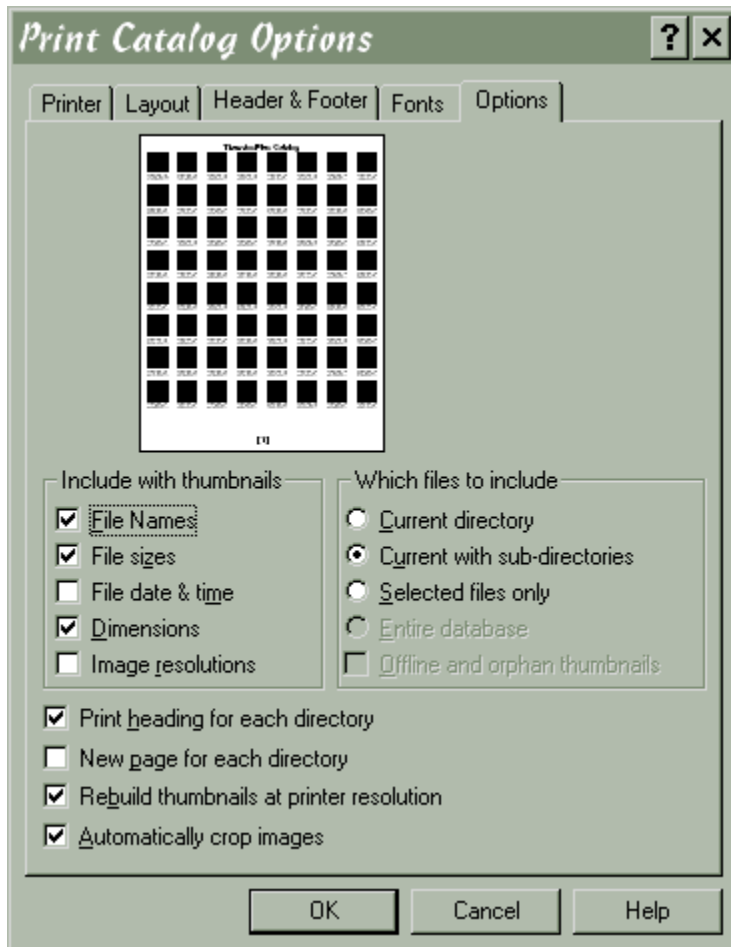 Print Catalog Options
? ×
Printer Layout Header & Footer Fonts Options
ThumbsPlus Catalog
[1]
Include with thumbnails
File Names
File sizes
File date & time
Dimensions
Image resolutions
Which files to include
Current directory
Current with sub-directories
Selected files only
Entire database
Offline and orphan thumbnails
Print heading for each directory
New page for each directory
Rebuild thumbnails at printer resolution
Automatically crop images
OK Cancel Help